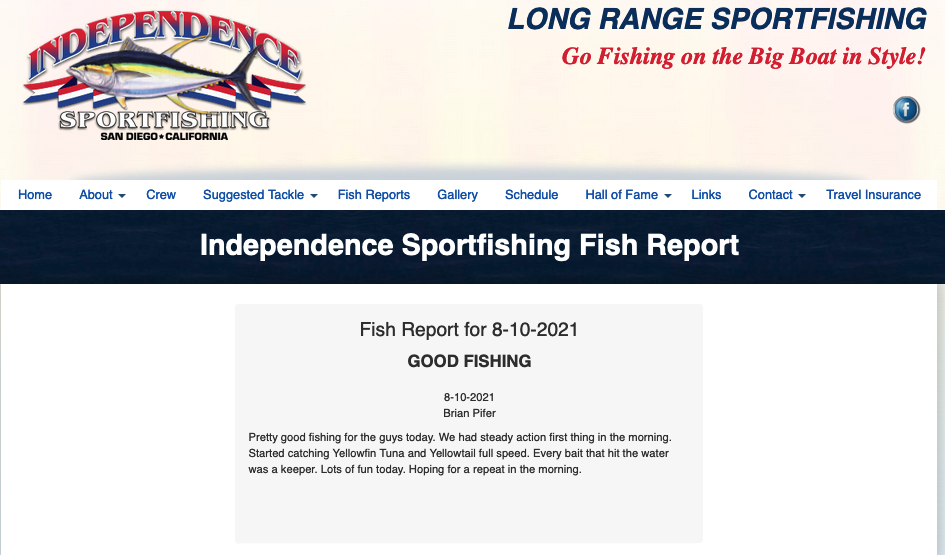 INDEPENDENCE
SPORTFISHING
SAN DIEGO★CALIFORNIA
LONG RANGE SPORTFISHING
Go Fishing on the Big Boat in Style!
f
Home About Crew Suggested Tackle Fish Reports Gallery Schedule Hall of Fame Links Contact Travel Insurance
Independence Sportfishing Fish Report
Fish Report for 8-10-2021
GOOD FISHING
8-10-2021
Brian Pifer
Pretty good fishing for the guys today. We had steady action first thing in the morning.
Started catching Yellowfin Tuna and Yellowtail full speed. Every bait that hit the water
was a keeper. Lots of fun today. Hoping for a repeat in the morning.